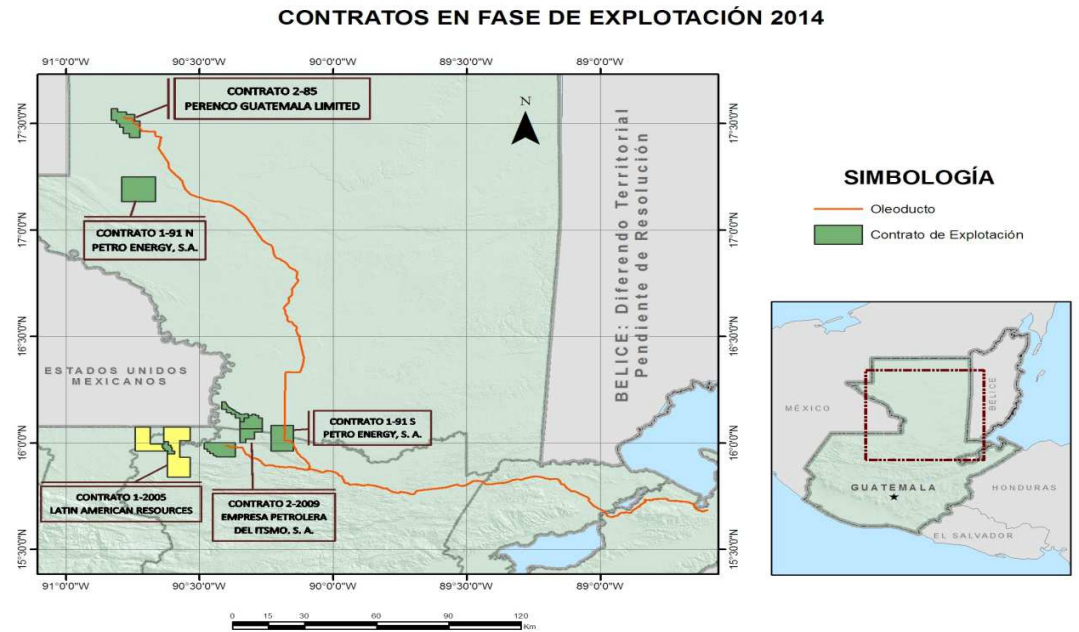 CONTRATOS EN FASE DE EXPLOTACIÓN 2014
91°0'0"W
90°30'0"W
90°0'0"W
89°30'0"W
89°0'0"W
17°30'0"N
17°0'0"N
16°30'0"N
16°0'0"N
15°30'0"N
CONTRATO 2-85
PERENCO GUATEMALA LIMITED
N
CONTRATO 1-91 N
PETRO ENERGY, S.A.
BELICE: Diferendo Territorial
Pendiente de Resolución
ESTADOS UNIDOS
MEXICANOS
CONTRATO 1-91 S
PETRO ENERGY, S. A.
CONTRATO 1-2005
LATIN AMERICAN RESOURCES
CONTRATO 2-2009
EMPRESA PETROLERA
DEL ITSMO, S. A.
17°30'0"N
17°0'0"N
16°30'0"N
16°0'0"N
15°30'0"N
91°0'0"W
90°30'0"W
90°0'0"W
89°30'0"W
89°0'0"W
0 15 30 60 90 120
Km
SIMBOLOGÍA
Oleoducto
Contrato de Explotación
MÉXICO
BELICE
GUATEMALA
HONDURAS
EL SALVADOR